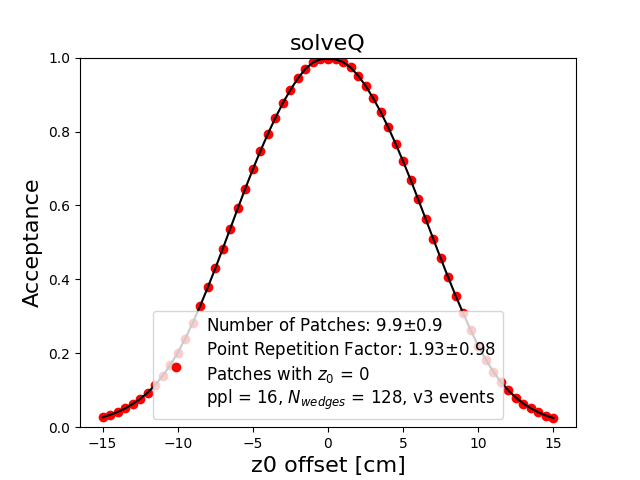 solveQ
Acceptance
1.0
0.8
0.6
0.4
0.2
0.0
Number of Patches: 9.9±0.9
Point Repetition Factor: 1.93±0.98
Patches with z₀ = 0
ppl = 16, N_wedges = 128, v3 events
−15 −10 −5 0 5 10 15
z0 offset [cm]